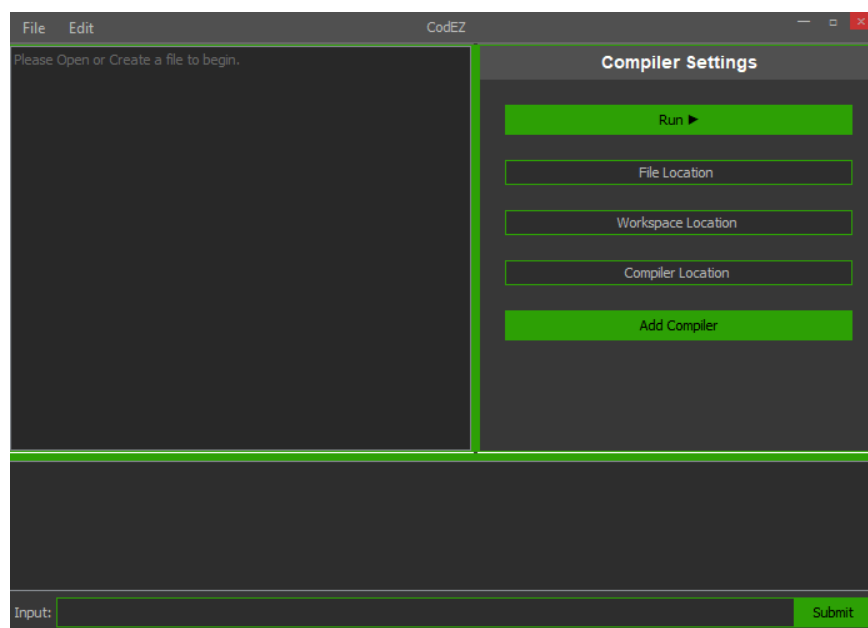 File Edit CodEZ
Please Open or Create a file to begin.
Compiler Settings
Run ►
File Location
Workspace Location
Compiler Location
Add Compiler
Input: Submit